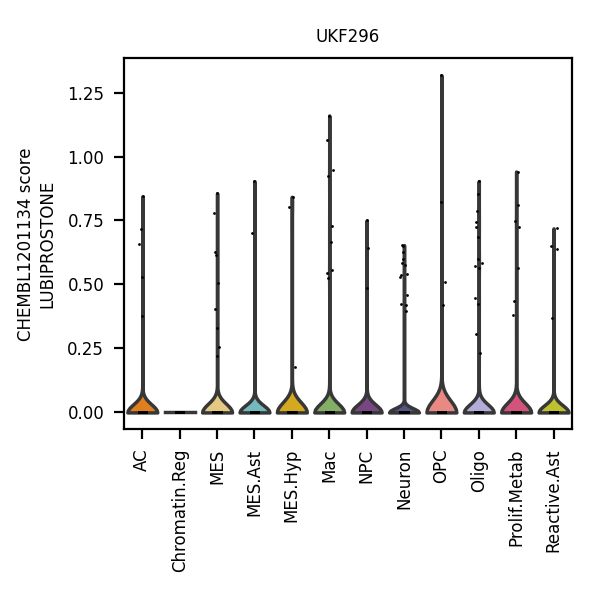 UKF296
CHEMBL1201134 score
LUBIPROSTONE
1.25
1.00
0.75
0.50
0.25
0.00
AC
Chromatin.Reg
MES
MES.Ast
MES.Hyp
Mac
NPC
Neuron
OPC
Oligo
Prolif.Metab
Reactive.Ast